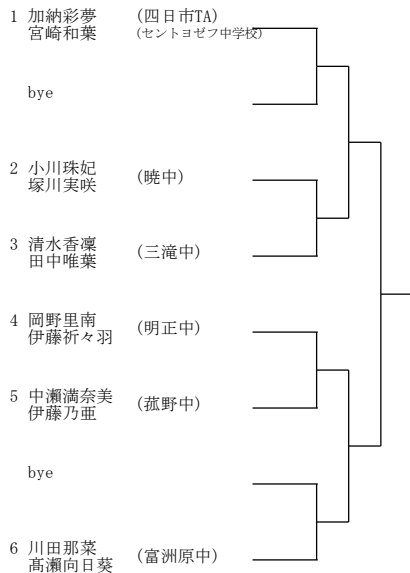 1 加納彩夢 (四日市TA)
宮崎和葉 (セントヨゼフ中学校)
bye
2 小川珠妃
塚川実咲 (暁中)
3 清水香凜
田中唯葉 (三滝中)
4 岡野里南
伊藤祈々羽 (明正中)
5 中瀬満奈美
伊藤乃亜 (菰野中)
bye
6 川田那菜
髙瀬向日葵 (富洲原中)